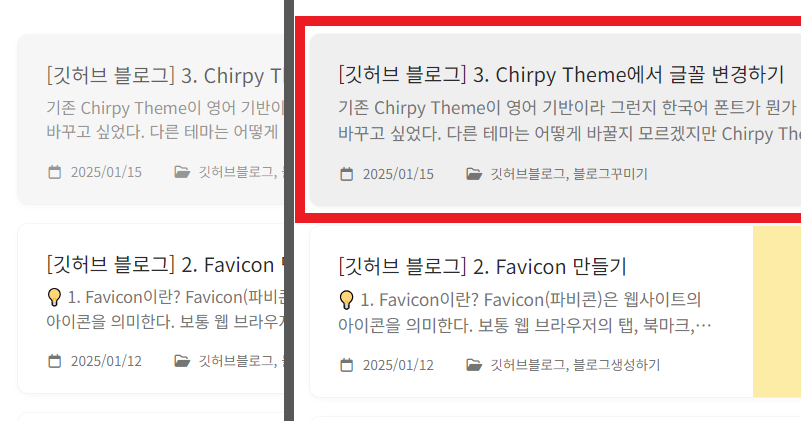 [깃허브 블로그] 3. Chirpy T
기존 Chirpy Theme이 영어 기반이
바꾸고 싶었다. 다른 테마는 어떻게
2025/01/15 깃허브블로그,
[깃허브 블로그] 2. Favicon
1. Favicon이란? Favicon(파비콘
아이콘을 의미한다. 보통 웹 브라우저
2025/01/12 깃허브블로그,
[깃허브 블로그] 3. Chirpy Theme에서 글꼴 변경하기
기존 Chirpy Theme이 영어 기반이라 그런지 한국어 폰트가 뭔가
바꾸고 싶었다. 다른 테마는 어떻게 바꿀지 모르겠지만 Chirpy The
2025/01/15 깃허브블로그, 블로그꾸미기
[깃허브 블로그] 2. Favicon 만들기
1. Favicon이란? Favicon(파비콘)은 웹사이트의
아이콘을 의미한다. 보통 웹 브라우저의 탭, 북마크,…
2025/01/12 깃허브블로그, 블로그생성하기